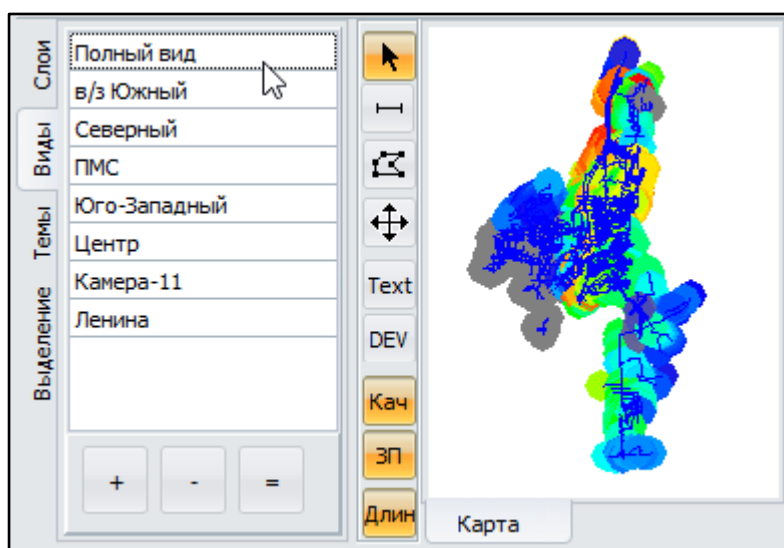 Слои
Виды
Темы
Выделение
Полный вид
в/з Южный
Северный
ПМС
Юго-Западный
Центр
Камера-11
Ленина
+
-
=
Text
DEV
Кач
ЗП
Длин
Карта